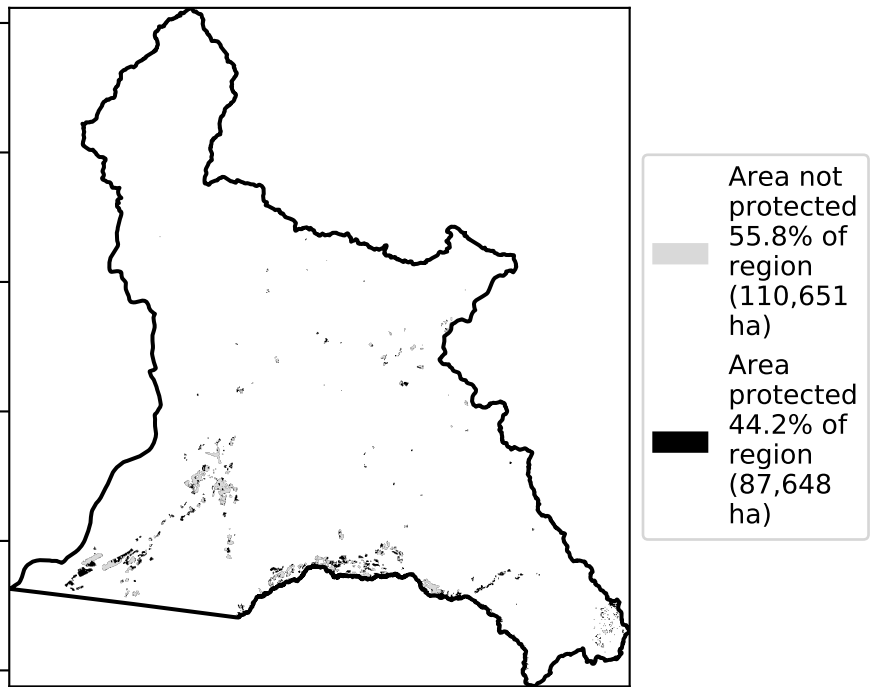 Area not
protected
55.8% of
region
(110,651
ha)
Area
protected
44.2% of
region
(87,648
ha)